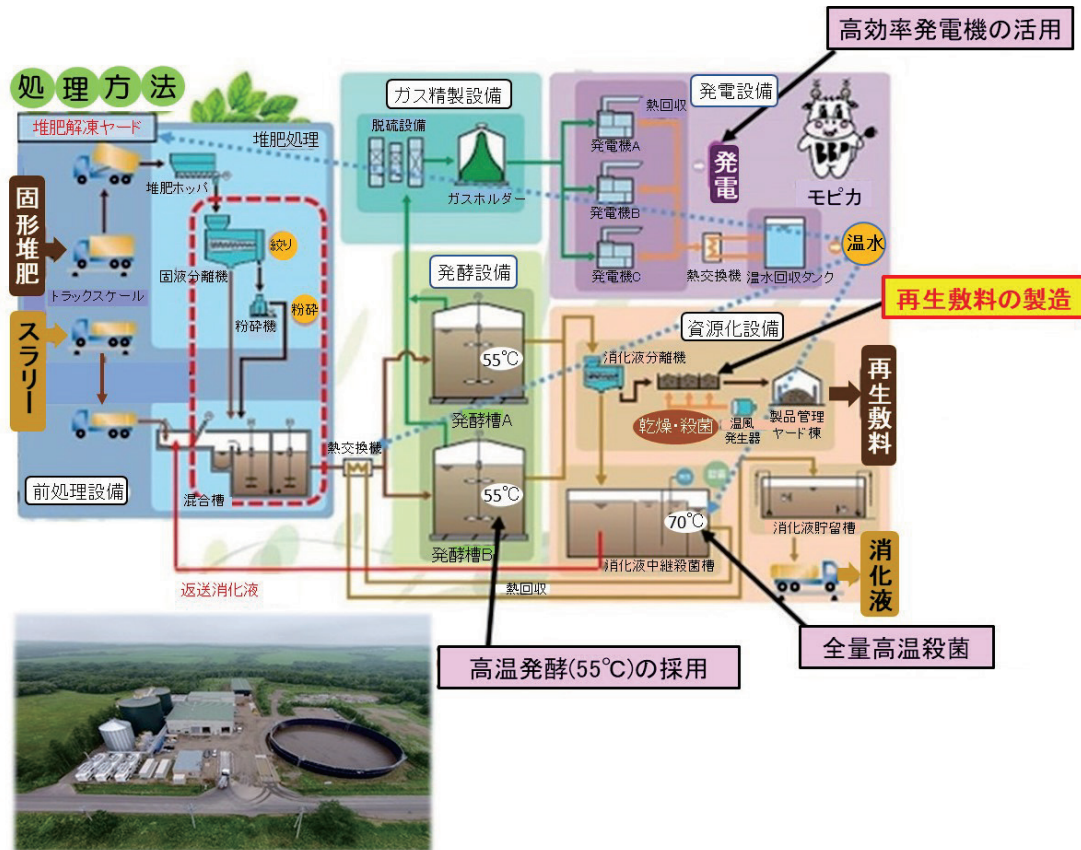 高効率発電機の活用
処理方法
堆肥解凍ヤード
堆肥処理
堆肥ホッパ
固形堆肥
トラックスケール
スラリー
固液分離機
絞り
粉砕機
粉砕
前処理設備
混合槽
ガス精製設備
脱硫設備
ガスホルダー
発酵設備
55℃
発酵槽A
55℃
発酵槽B
熱交換機
発電設備
熱回収
発電機A
発電機B
発電機C
発電
BBP
モピカ
熱交換機
温水回収タンク
温水
再生敷料の製造
資源化設備
消化液分離機
乾燥・殺菌
温風
発生器
製品管理
ヤード棟
再生敷料
70℃
消化液中継殺菌槽
消化液貯留槽
消化液
返送消化液
熱回収
高温発酵(55℃)の採用
全量高温殺菌